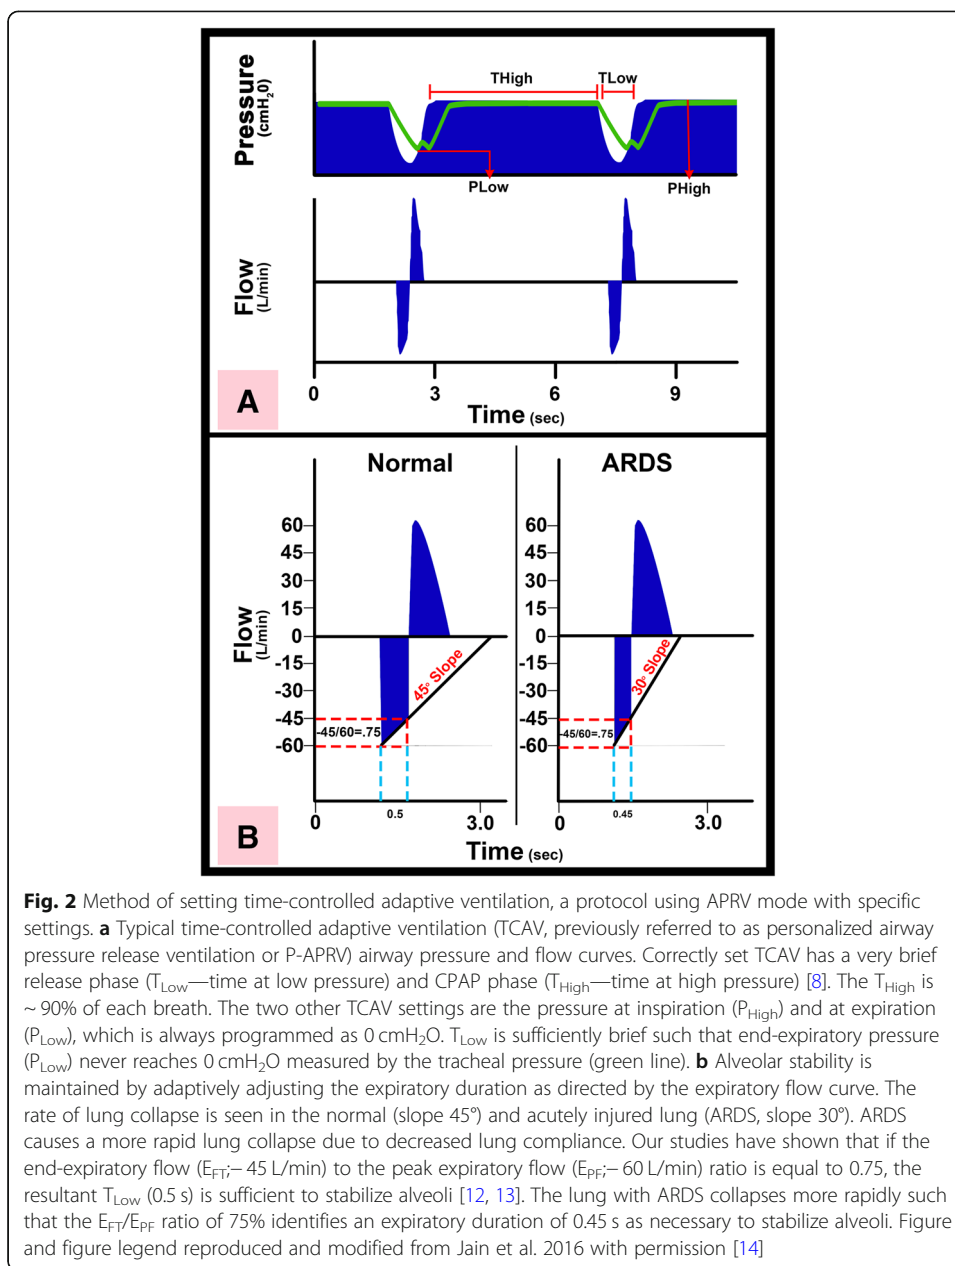 Pressure
(cmH₂0)
THigh
TLow
PLow
PHigh
Flow
(L/min)
0
3
6
9
A
Time (sec)
Normal
ARDS
60
45
30
15
0
-15
-30
-45
-60
Flow
(L/min)
45° Slope
-45/60=.75
0.5
0
3.0
60
45
30
15
0
-15
-30
-45
-60
30° Slope
-45/60=.75
0.45
0
3.0
B
Time (sec)
Fig. 2 Method of setting time-controlled adaptive ventilation, a protocol using APRV mode with specific
settings. a Typical time-controlled adaptive ventilation (TCAV, previously referred to as personalized airway
pressure release ventilation or P-APRV) airway pressure and flow curves. Correctly set TCAV has a very brief
release phase (T_Low—time at low pressure) and CPAP phase (T_High—time at high pressure) [8]. The T_High is
~ 90% of each breath. The two other TCAV settings are the pressure at inspiration (P_High) and at expiration
(P_Low), which is always programmed as 0 cmH₂O. T_Low is sufficiently brief such that end-expiratory pressure
(P_Low) never reaches 0 cmH₂O measured by the tracheal pressure (green line). b Alveolar stability is
maintained by adaptively adjusting the expiratory duration as directed by the expiratory flow curve. The
rate of lung collapse is seen in the normal (slope 45°) and acutely injured lung (ARDS, slope 30°). ARDS
causes a more rapid lung collapse due to decreased lung compliance. Our studies have shown that if the
end-expiratory flow (E_FT;− 45 L/min) to the peak expiratory flow (E_PF;− 60 L/min) ratio is equal to 0.75, the
resultant T_Low (0.5 s) is sufficient to stabilize alveoli [12, 13]. The lung with ARDS collapses more rapidly such
that the E_FT/E_PF ratio of 75% identifies an expiratory duration of 0.45 s as necessary to stabilize alveoli. Figure
and figure legend reproduced and modified from Jain et al. 2016 with permission [14]